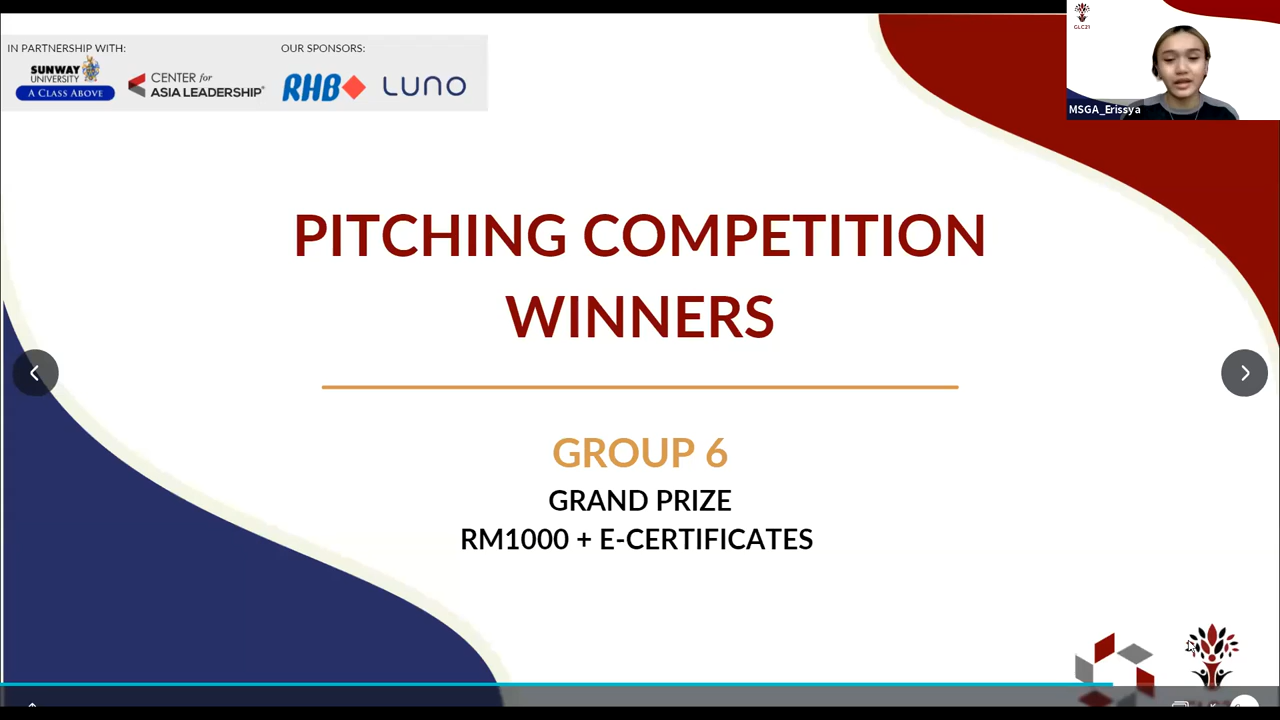 IN PARTNERSHIP WITH:
OUR SPONSORS:
SUNWAY
UNIVERSITY
A CLASS ABOVE
CENTER for
ASIA LEADERSHIP
RHB
LUNO
GLC21
MSGA_Erissya
PITCHING COMPETITION
WINNERS
GROUP 6
GRAND PRIZE
RM1000 + E-CERTIFICATES